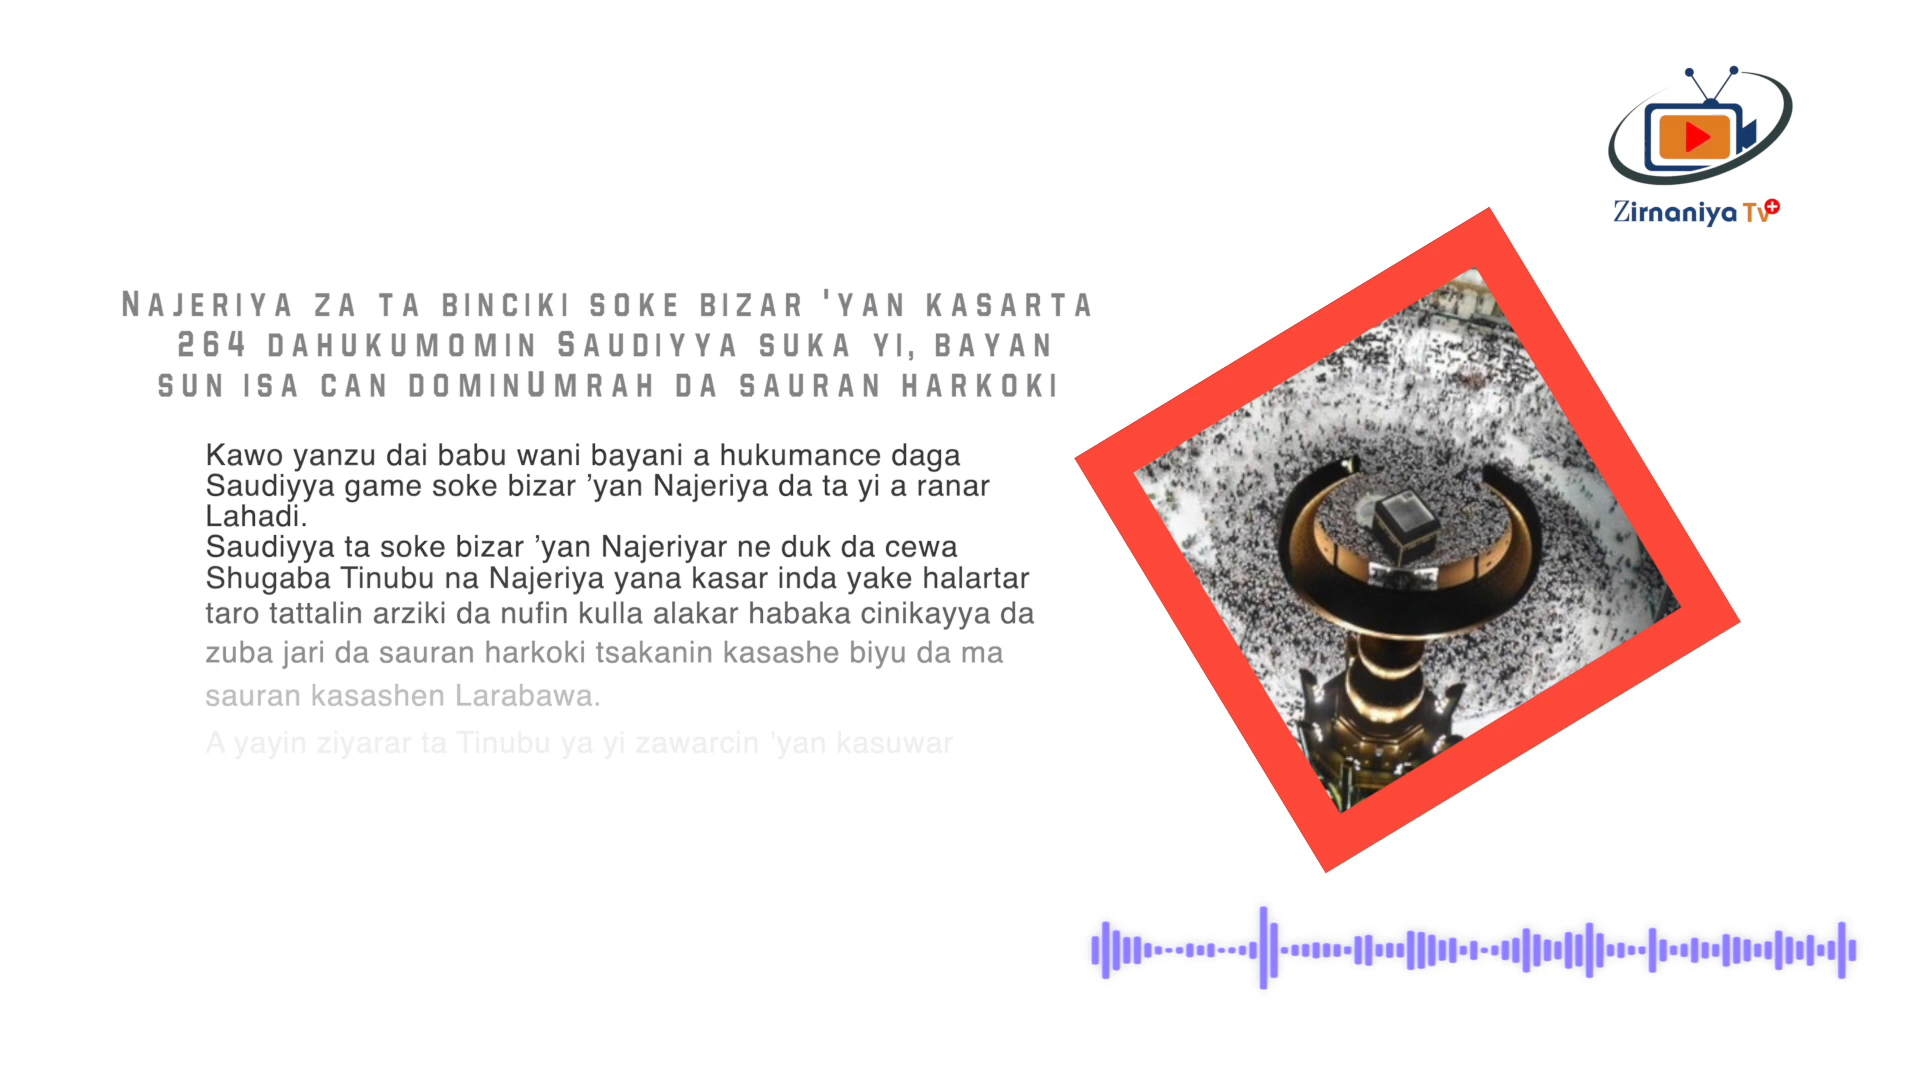 Zirnaniya Tv+
NAJERIYA ZA TA BINCIKI SOKE BIZAR 'YAN KASARTA
264 DAHUKUMOMIN SAUDIYYA SUKA YI, BAYAN
SUN ISA CAN DOMINUMRAH DA SAURAN HARKOKI
Kawo yanzu dai babu wani bayani a hukumance daga
Saudiyya game soke bizar ’yan Najeriya da ta yi a ranar
Lahadi.
Saudiyya ta soke bizar ’yan Najeriyar ne duk da cewa
Shugaba Tinubu na Najeriya yana kasar inda yake halartar
taro tattalin arziki da nufin kulla alakar habaka cinikayya da
zuba jari da sauran harkoki tsakanin kasashe biyu da ma
sauran kasashen Larabawa.
A yayin ziyarar ta Tinubu ya yi zawarcin ’yan kasuwar